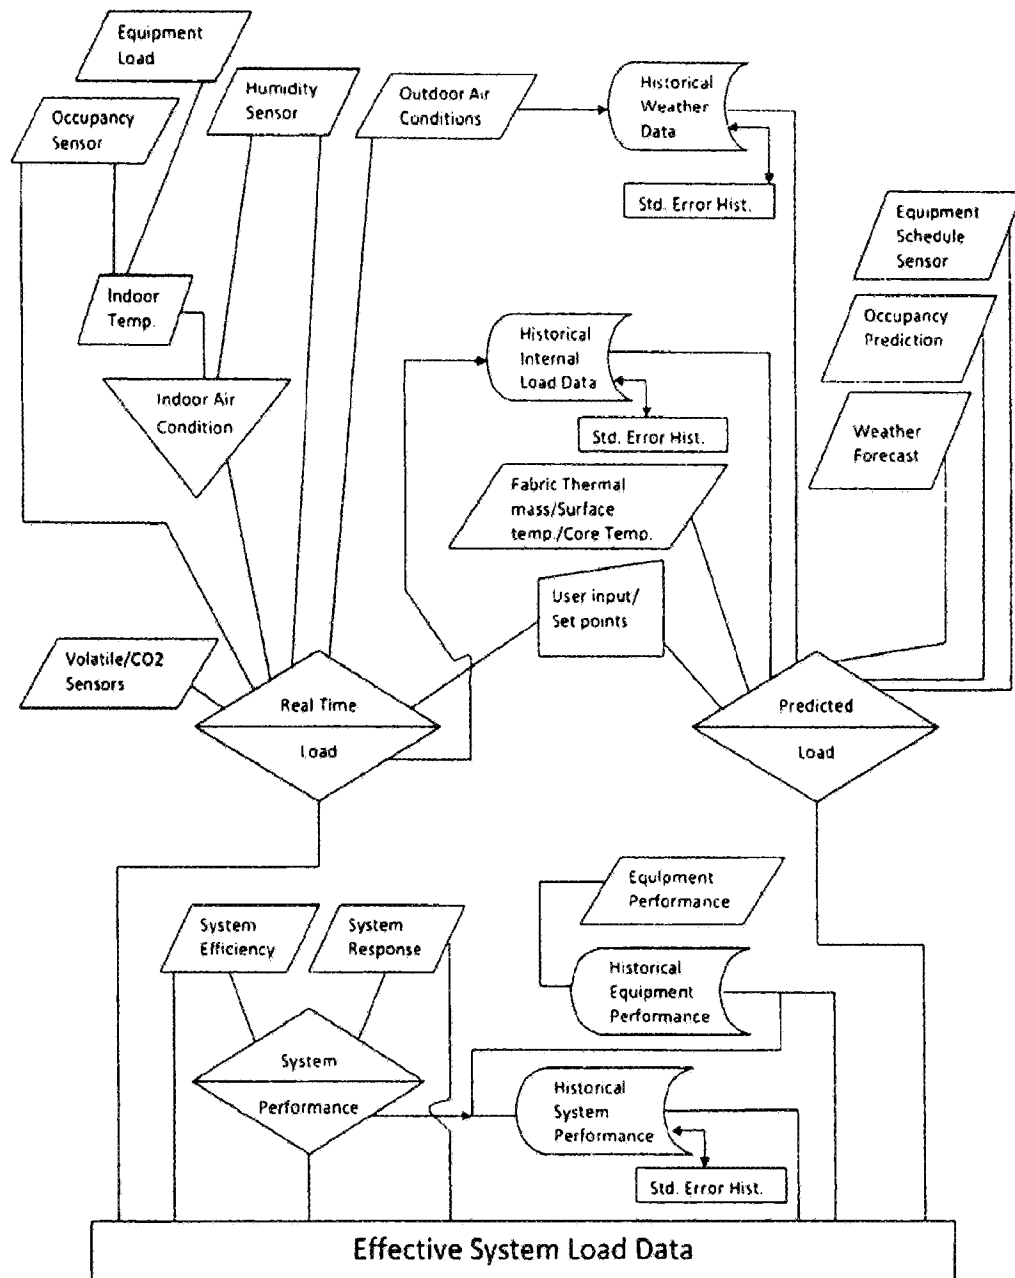 Equipment
Load
Occupancy
Sensor
Humidity
Sensor
Outdoor Air
Conditions
Historical
Weather
Data
Std. Error Hist.
Equipment
Schedule
Sensor
Indoor
Temp.
Occupancy
Prediction
Historical
Internal
Load Data
Std. Error Hist.
Indoor Air
Condition
Weather
Forecast
Fabric Thermal
mass/Surface
temp./Core Temp.
User input/
Set points
Volatile/CO2
Sensors
Real Time
Load
Predicted
Load
Equipment
Performance
System
Efficiency
System
Response
Historical
Equipment
Performance
System
Performance
Historical
System
Performance
Std. Error Hist.
Effective System Load Data